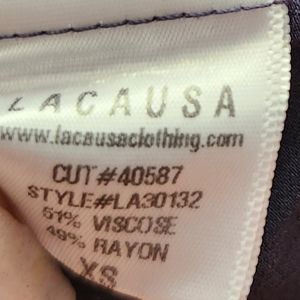 LACAUSA
www.lacausaclothing.com
CUT#40587
STYLE#LA30132
51% VISCOSE
49% RAYON
XS